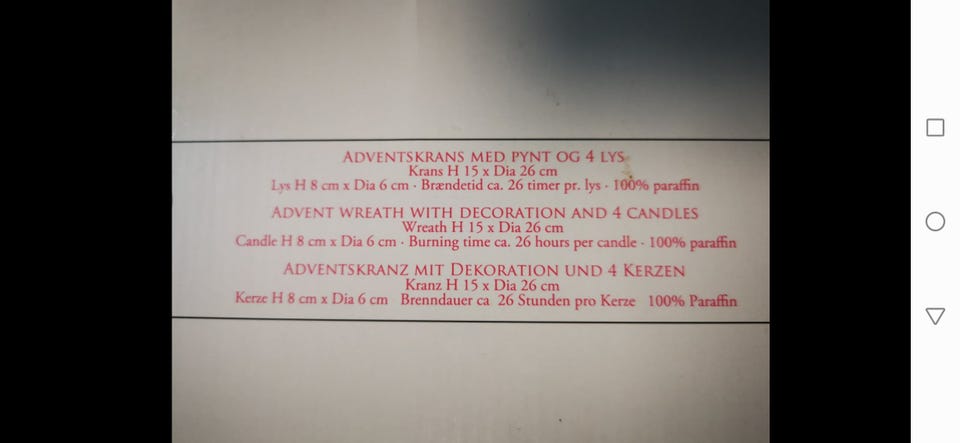 ADVENTSKRANS MED PYNT OG 4 LYS
Krans H 15 x Dia 26 cm
Lys H 8 cm x Dia 6 cm · Brændetid ca. 26 timer pr. lys · 100% paraffin
ADVENT WREATH WITH DECORATION AND 4 CANDLES
Wreath H 15 x Dia 26 cm
Candle H 8 cm x Dia 6 cm · Burning time ca. 26 hours per candle · 100% paraffin
ADVENTSKRANZ MIT DEKORATION UND 4 KERZEN
Kranz H 15 x Dia 26 cm
Kerze H 8 cm x Dia 6 cm Brenndauer ca 26 Stunden pro Kerze 100% Paraffin